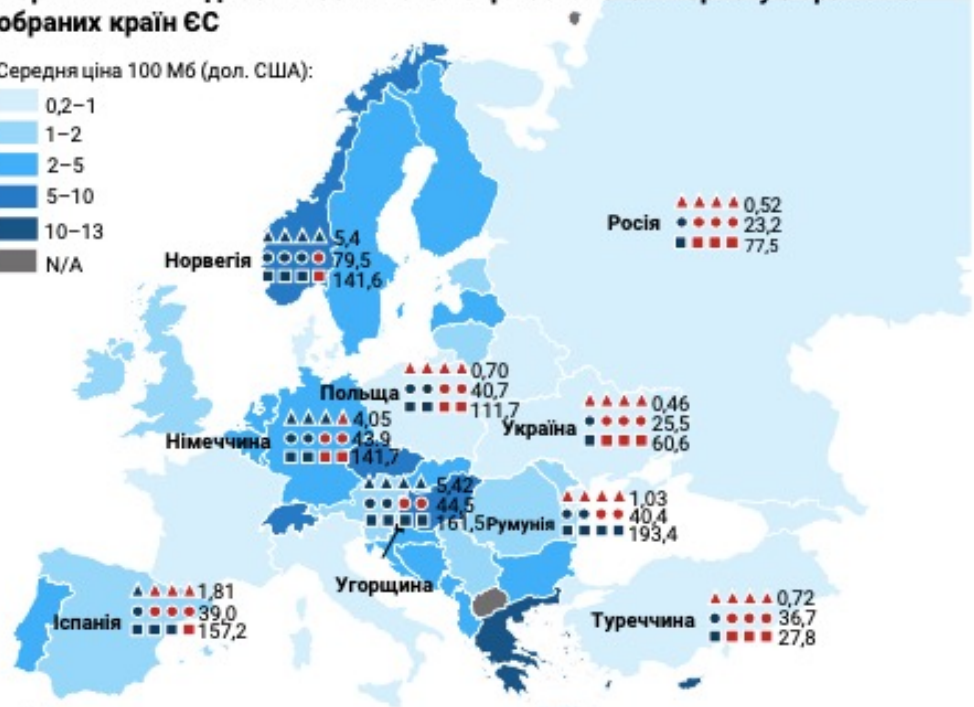 обраних країн ЄС
Середня ціна 100 Мб (дол. США):
0,2–1
1–2
2–5
5–10
10–13
N/A
Росія
0,52
23,2
77,5
Норвегія
5,4
79,5
141,6
Польща
0,70
40,7
111,7
Україна
0,46
25,5
60,6
Німеччина
4,05
43.9
141,7
5,42
44,5
161,5
Угорщина
Румунія
1,03
40,4
193,4
Іспанія
1,81
39,0
157,2
Туреччина
0,72
36,7
27,8